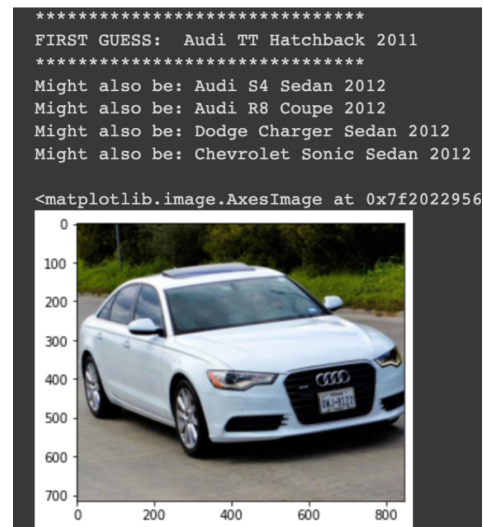 ******************************
FIRST GUESS:  Audi TT Hatchback 2011
******************************
Might also be: Audi S4 Sedan 2012
Might also be: Audi R8 Coupe 2012
Might also be: Dodge Charger Sedan 2012
Might also be: Chevrolet Sonic Sedan 2012
<matplotlib.image.AxesImage at 0x7f2022956
0
100
200
300
400
500
600
700
0 200 400 600 800